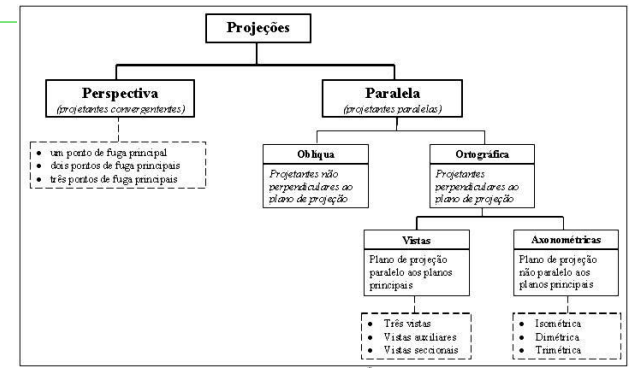 Projeções
Perspectiva
(projetantes convergententes)
Paralela
(projetantes paralelas)
um ponto de fuga principal
dois pontos de fuga principais
três pontos de fuga principais
Oblíqua
Projetantes não
perpendiculares ao
plano de projeção
Ortográfica
Projetantes
perpendiculares ao
plano de projeção
Vistas
Plano de projeção
paralelo aos planos
principais
Axonométricas
Plano de projeção
não paralelo aos
planos principais
Três vistas
Vistas auxiliares
Vistas seccionais
Isométrica
Dimétrica
Trimétrica